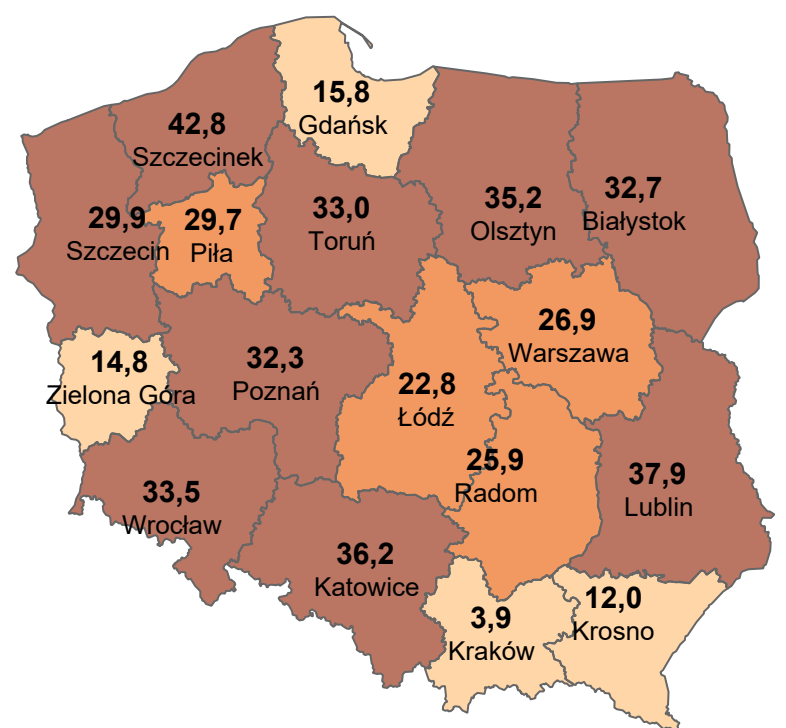 15,8
Gdańsk
42,8
Szczecinek
29,9
Szczecin
29,7
Piła
33,0
Toruń
35,2
Olsztyn
32,7
Białystok
14,8
Zielona Góra
32,3
Poznań
26,9
Warszawa
22,8
Łódź
25,9
Radom
33,5
Wrocław
37,9
Lublin
36,2
Katowice
3,9
Kraków
12,0
Krosno